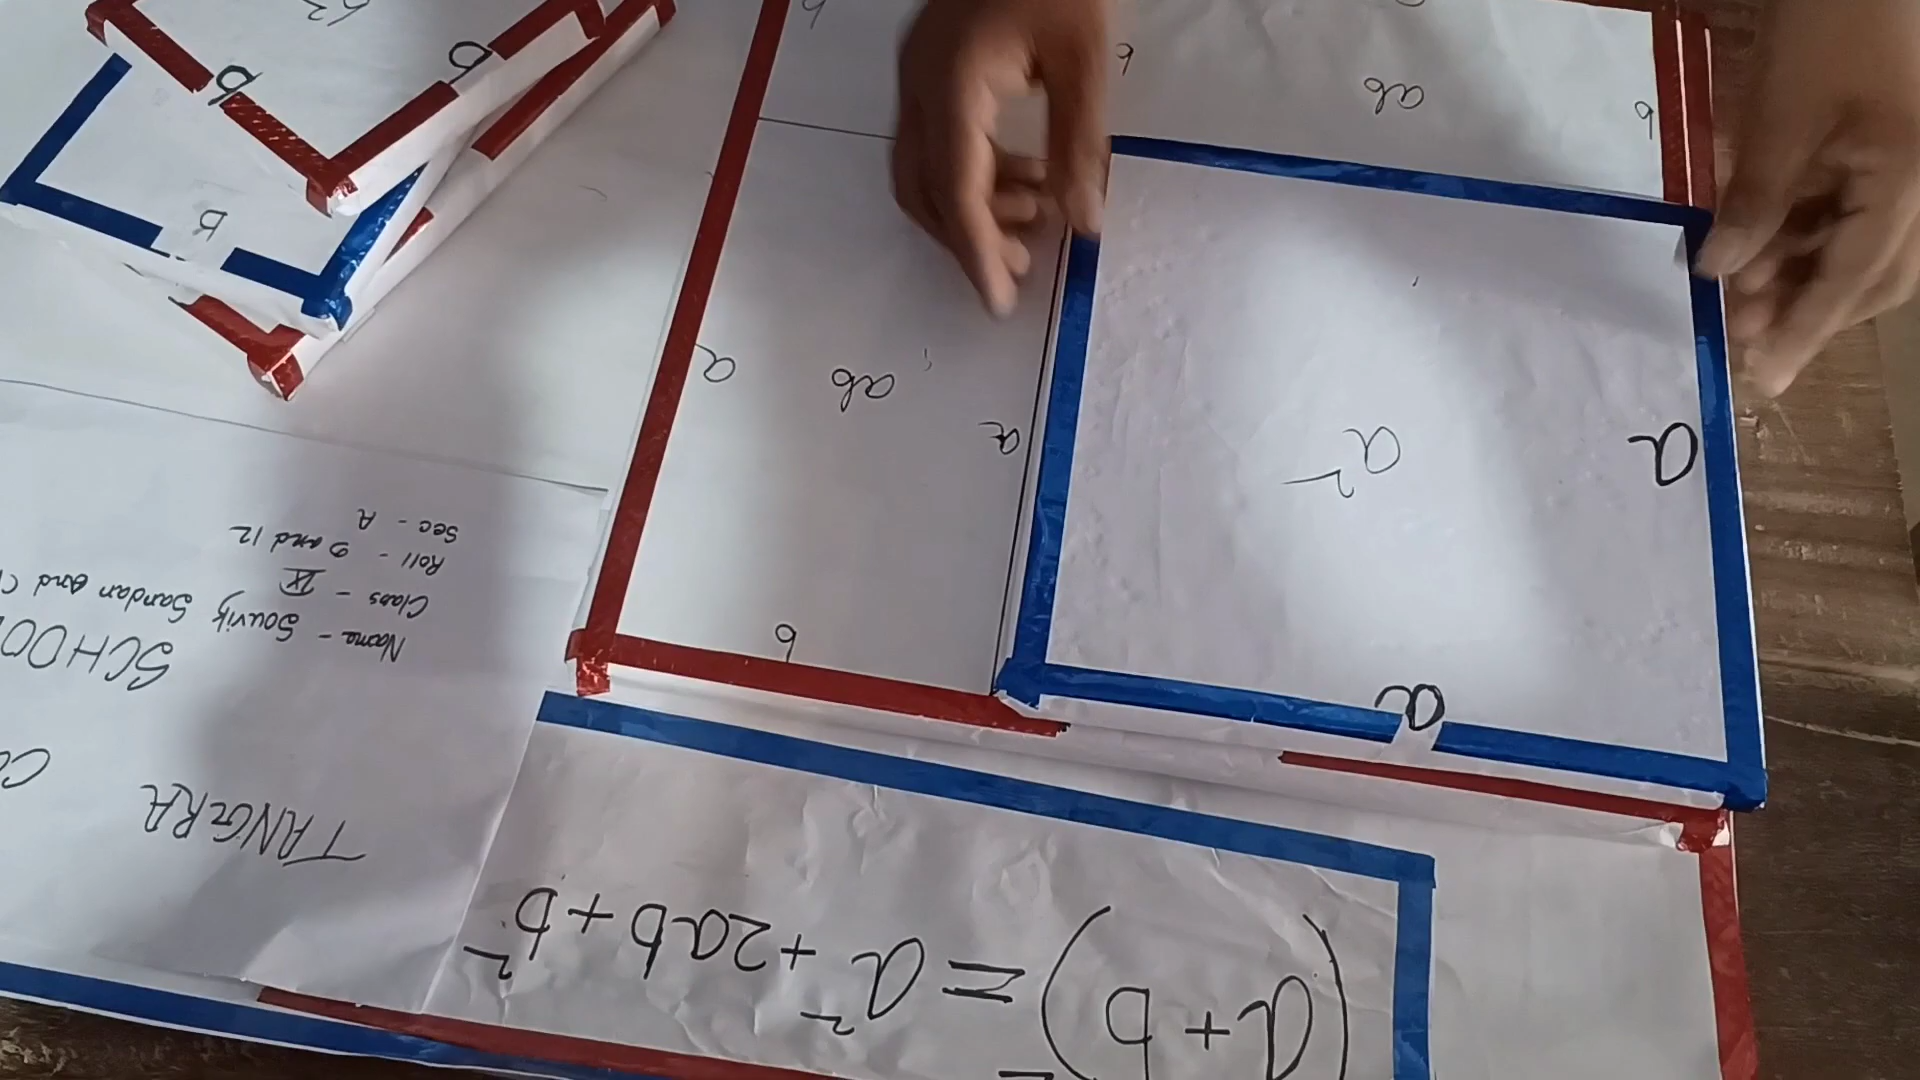 TANGRA
SCHOO
Name - Souvik Sardar and
Class - IX
Roll - 9 and 12
Sec - A
(a+b)² = a²+2ab+b²
a
a
a²
a
ab
a
b
b
ab
b
b
b²
b
b
b